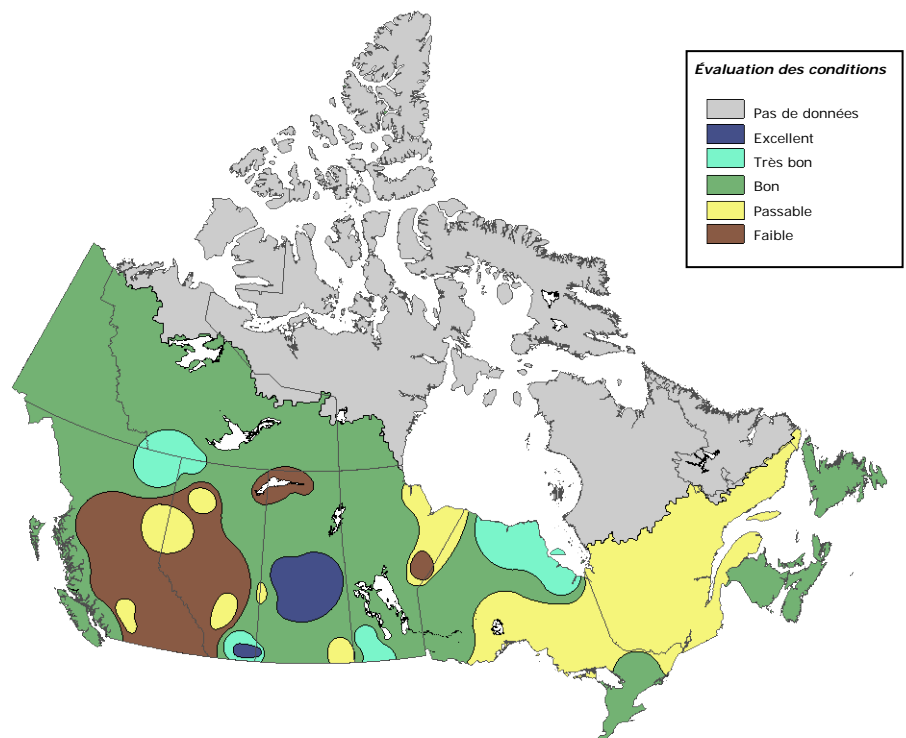 Évaluation des conditions
Pas de données
Excellent
Très bon
Bon
Passable
Faible